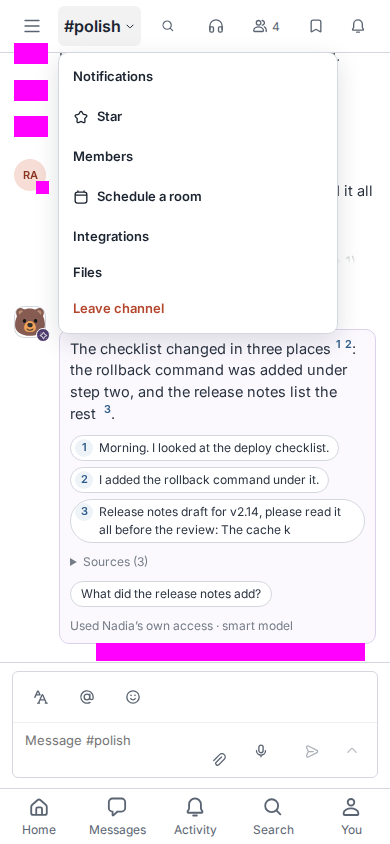 #polish
4
Notifications
Star
Members
Schedule a room
Integrations
Files
Leave channel
RA
l it all
The checklist changed in three places 1 2:
the rollback command was added under
step two, and the release notes list the
rest 3.
1 Morning. I looked at the deploy checklist.
2 I added the rollback command under it.
3 Release notes draft for v2.14, please read it
all before the review: The cache k
Sources (3)
What did the release notes add?
Used Nadia's own access · smart model
Message #polish
Home Messages Activity Search You